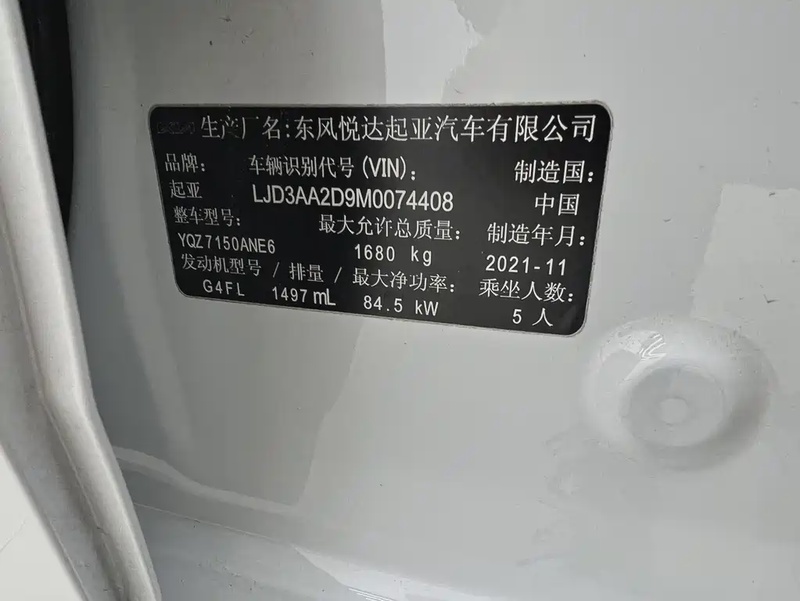 生产厂名:东风悦达起亚汽车有限公司
品牌: 车辆识别代号(VIN): 制造国:
起亚 LJD3AA2D9M0074408 中国
整车型号: 最大允许总质量: 制造年月:
YQZ7150ANE6 1680 kg 2021-11
发动机型号/排量/最大净功率: 乘坐人数:
G4FL 1497mL 84.5 kW 5人